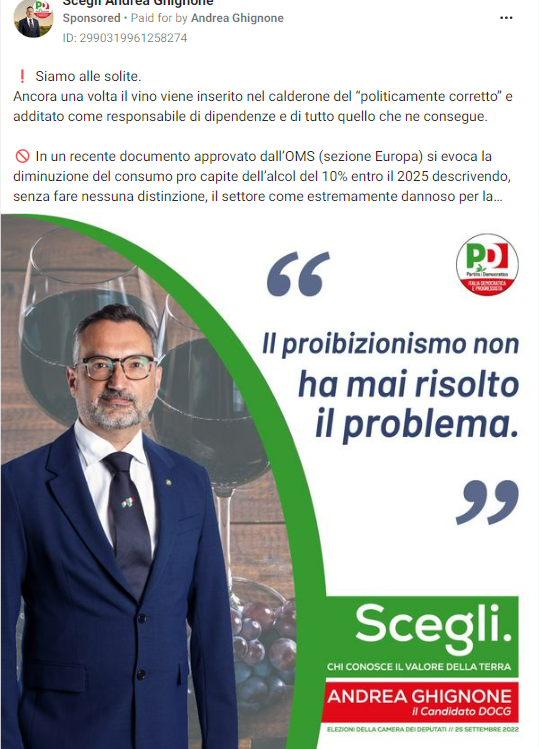 Scegli Andrea Ghignone
Sponsored • Paid for by Andrea Ghignone
ID: 2990319961258274
❗ Siamo alle solite.
Ancora una volta il vino viene inserito nel calderone del “politicamente corretto” e
additato come responsabile di dipendenze e di tutto quello che ne consegue.
🚫 In un recente documento approvato dall’OMS (sezione Europa) si evoca la
diminuzione del consumo pro capite dell’alcol del 10% entro il 2025 descrivendo,
senza fare nessuna distinzione, il settore come estremamente dannoso per la...
PD
Partito Democratico
ITALIA DEMOCRATICA
E PROGRESSISTA
“
Il proibizionismo non
ha mai risolto
il problema.
”
Scegli.
CHI CONOSCE IL VALORE DELLA TERRA
ANDREA GHIGNONE
il Candidato DOCG
ELEZIONI DELLA CAMERA DEI DEPUTATI // 25 SETTEMBRE 2022